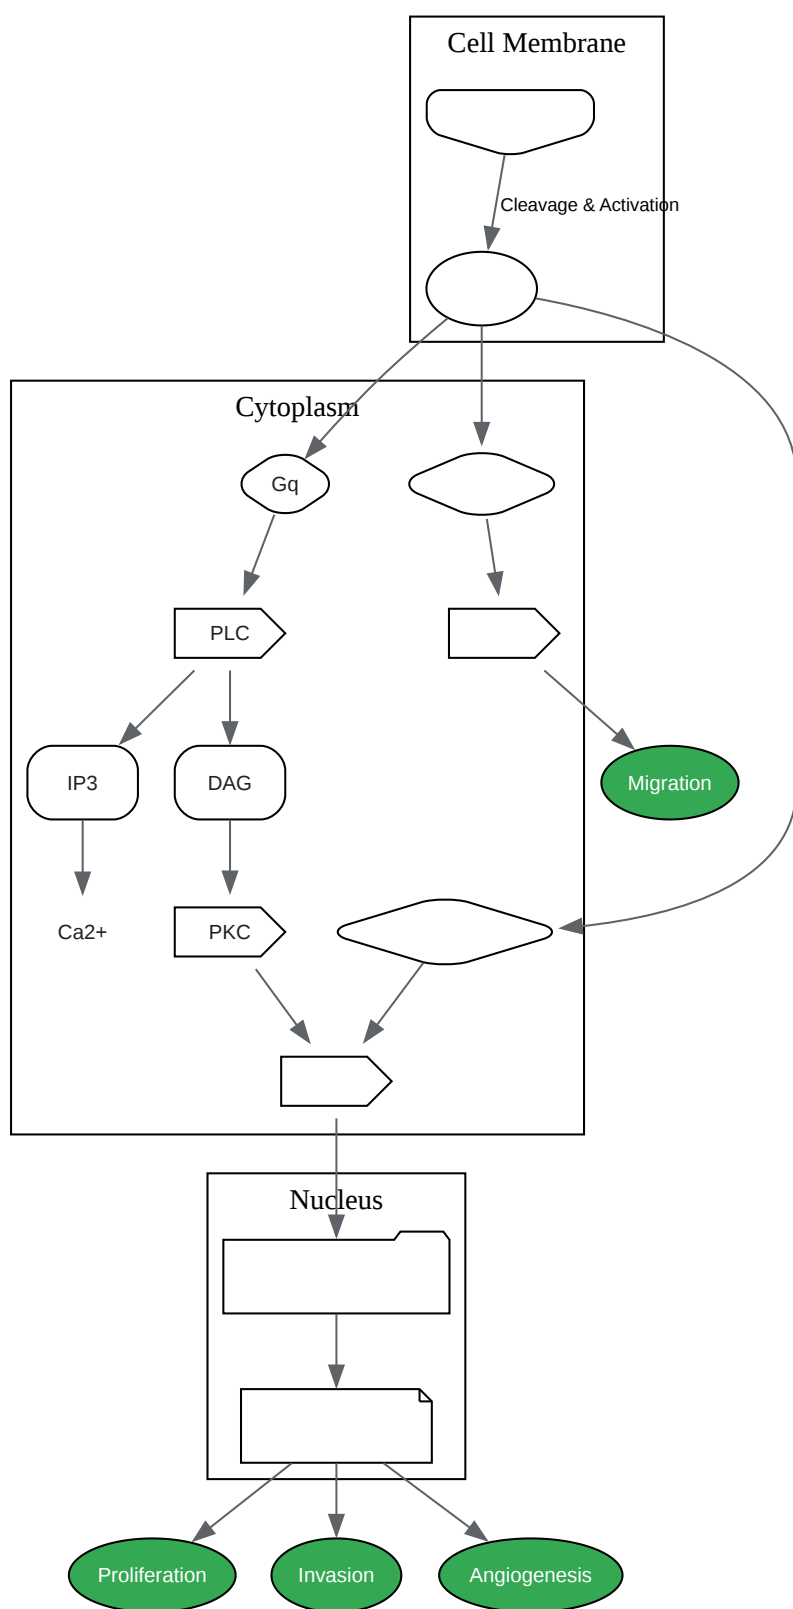 Cell Membrane
Cleavage & Activation
Cytoplasm
Gq
PLC
IP3
DAG
Migration
Ca2+
PKC
Nucleus
Proliferation
Invasion
Angiogenesis